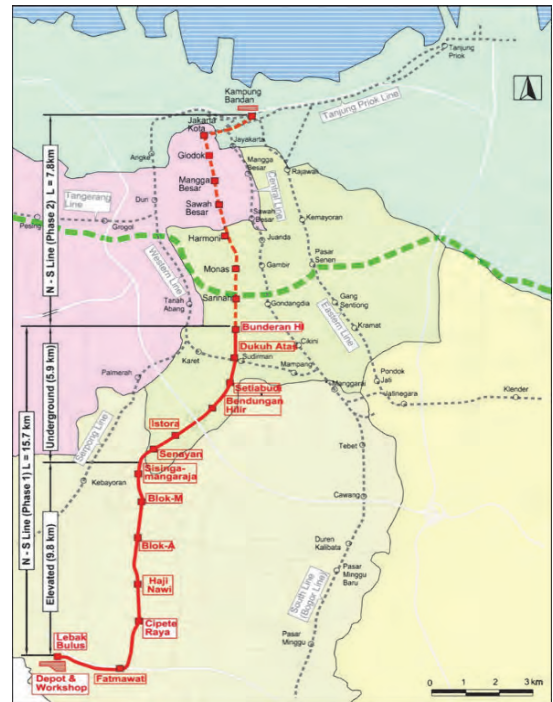 Tanjung
Priok
Kampung
Bandan
Tanjung Priok Line
Jakarta
Kota
Jayakarta
Angke
Glodok
Mangga
Besar
Rajawali
Central Line
Mangga
Besar
Tangerang
Line
Duri
Sawah
Besar
Sawah
Besar
Kemayoran
Pesing
Grogol
Harmoni
Juanda
Western Line
Pasar
Senen
Monas
Gambir
Tanah
Abang
Sarinah
Gondangdia
Gang
Sentiong
Eastern Line
Kramat
Bunderan HI
Cikini
Dukuh Atas
Karet
Sudirman
Mampang
Pondok
Jati
Palmerah
Manggarai
Jatinegara
Klender
Setiabudi
Bendungan
Hilir
Serpong Line
Istora
Senayan
Tebet
Sisinga-
mangaraja
Kebayoran
Blok-M
Cawang
Blok-A
Duren
Kalibata
Haji
Nawi
Pasar
Minggu
Baru
South Line
(Bogor Line)
Cipete
Raya
Pasar
Minggu
Lebak
Bulus
Depot &
Workshop
Fatmawati
N - S Line (Phase 2) L = 7.8km
N - S Line (Phase 1) L = 15.7 km
Underground (5.9 km)
Elevated (9.8 km)
0 1 2 3 km